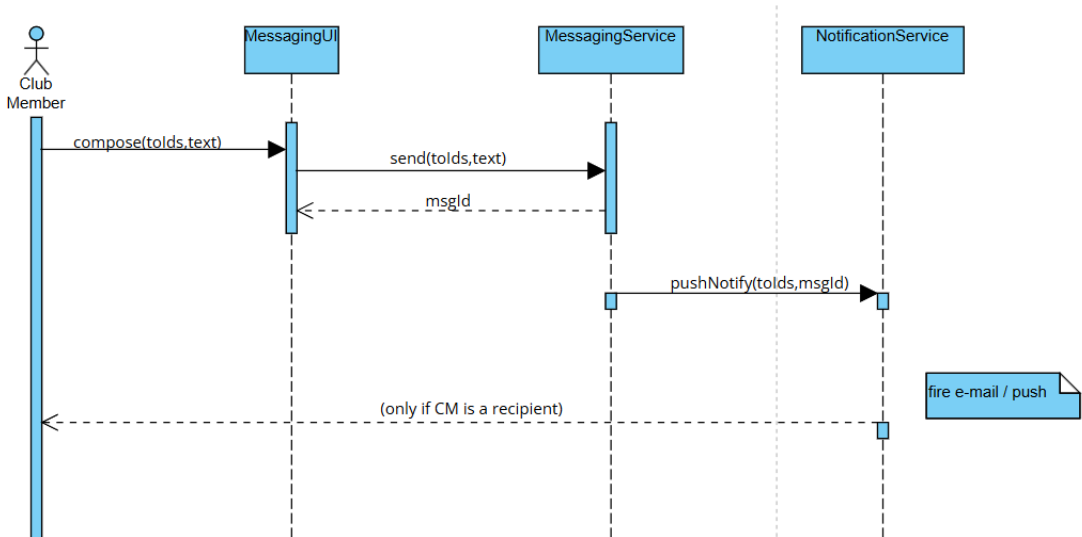 MessagingUI
MessagingService
NotificationService
Club
Member
compose(toIds,text)
send(toIds,text)
msgId
pushNotify(toIds,msgId)
fire e-mail / push
(only if CM is a recipient)